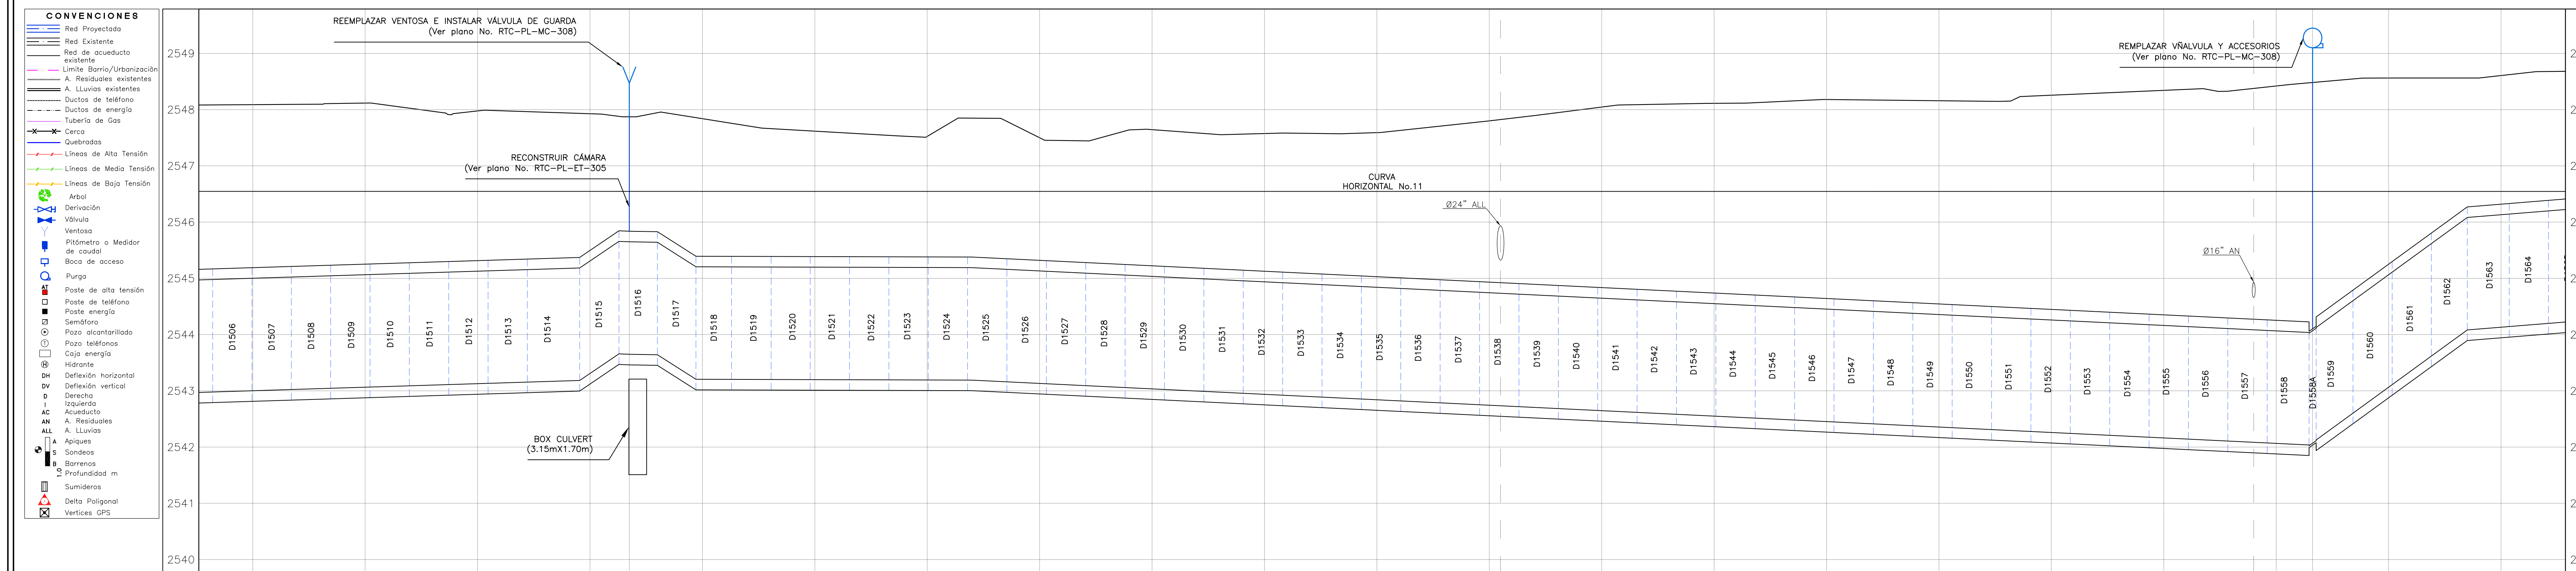 CONVENCIONES
Red Proyectada
Red Existente
Red de acueducto
existente
Limite Barrio/Urbanización
A. Residuales existentes
A. LLuvias existentes
Ductos de teléfono
Ductos de energía
Tubería de Gas
Cerca
Quebradas
Líneas de Alta Tensión
Líneas de Media Tensión
Líneas de Baja Tensión
Arbol
Derivación
Válvula
Ventosa
Pitómetro o Medidor
de caudal
Boca de acceso
Purga
AT Poste de alta tensión
Poste de teléfono
Poste energía
Semáforo
Pozo alcantarillado
T Pozo teléfonos
Caja energía
H Hidrante
DH Deflexión horizontal
DV Deflexión vertical
D Derecha
I Izquierda
AC Acueducto
AN A. Residuales
ALL A. LLuvias
A Apiques
S Sondeos
B Barrenos
1.0 Profundidad m
Sumideros
Delta Poligonal
Vertices GPS
2549
2548
2547
2546
2545
2544
2543
2542
2541
2540
REEMPLAZAR VENTOSA E INSTALAR VÁLVULA DE GUARDA
(Ver plano No. RTC-PL-MC-308)
RECONSTRUIR CÁMARA
(Ver plano No. RTC-PL-ET-305
BOX CULVERT
(3.15mX1.70m)
CURVA
HORIZONTAL No.11
Ø24" ALL
REMPLAZAR VÑALVULA Y ACCESORIOS
(Ver plano No. RTC-PL-MC-308)
Ø16" AN
D1506
D1507
D1508
D1509
D1510
D1511
D1512
D1513
D1514
D1515
D1516
D1517
D1518
D1519
D1520
D1521
D1522
D1523
D1524
D1525
D1526
D1527
D1528
D1529
D1530
D1531
D1532
D1533
D1534
D1535
D1536
D1537
D1538
D1539
D1540
D1541
D1542
D1543
D1544
D1545
D1546
D1547
D1548
D1549
D1550
D1551
D1552
D1553
D1554
D1555
D1556
D1557
D1558
D1558A
D1559
D1560
D1561
D1562
D1563
D1564